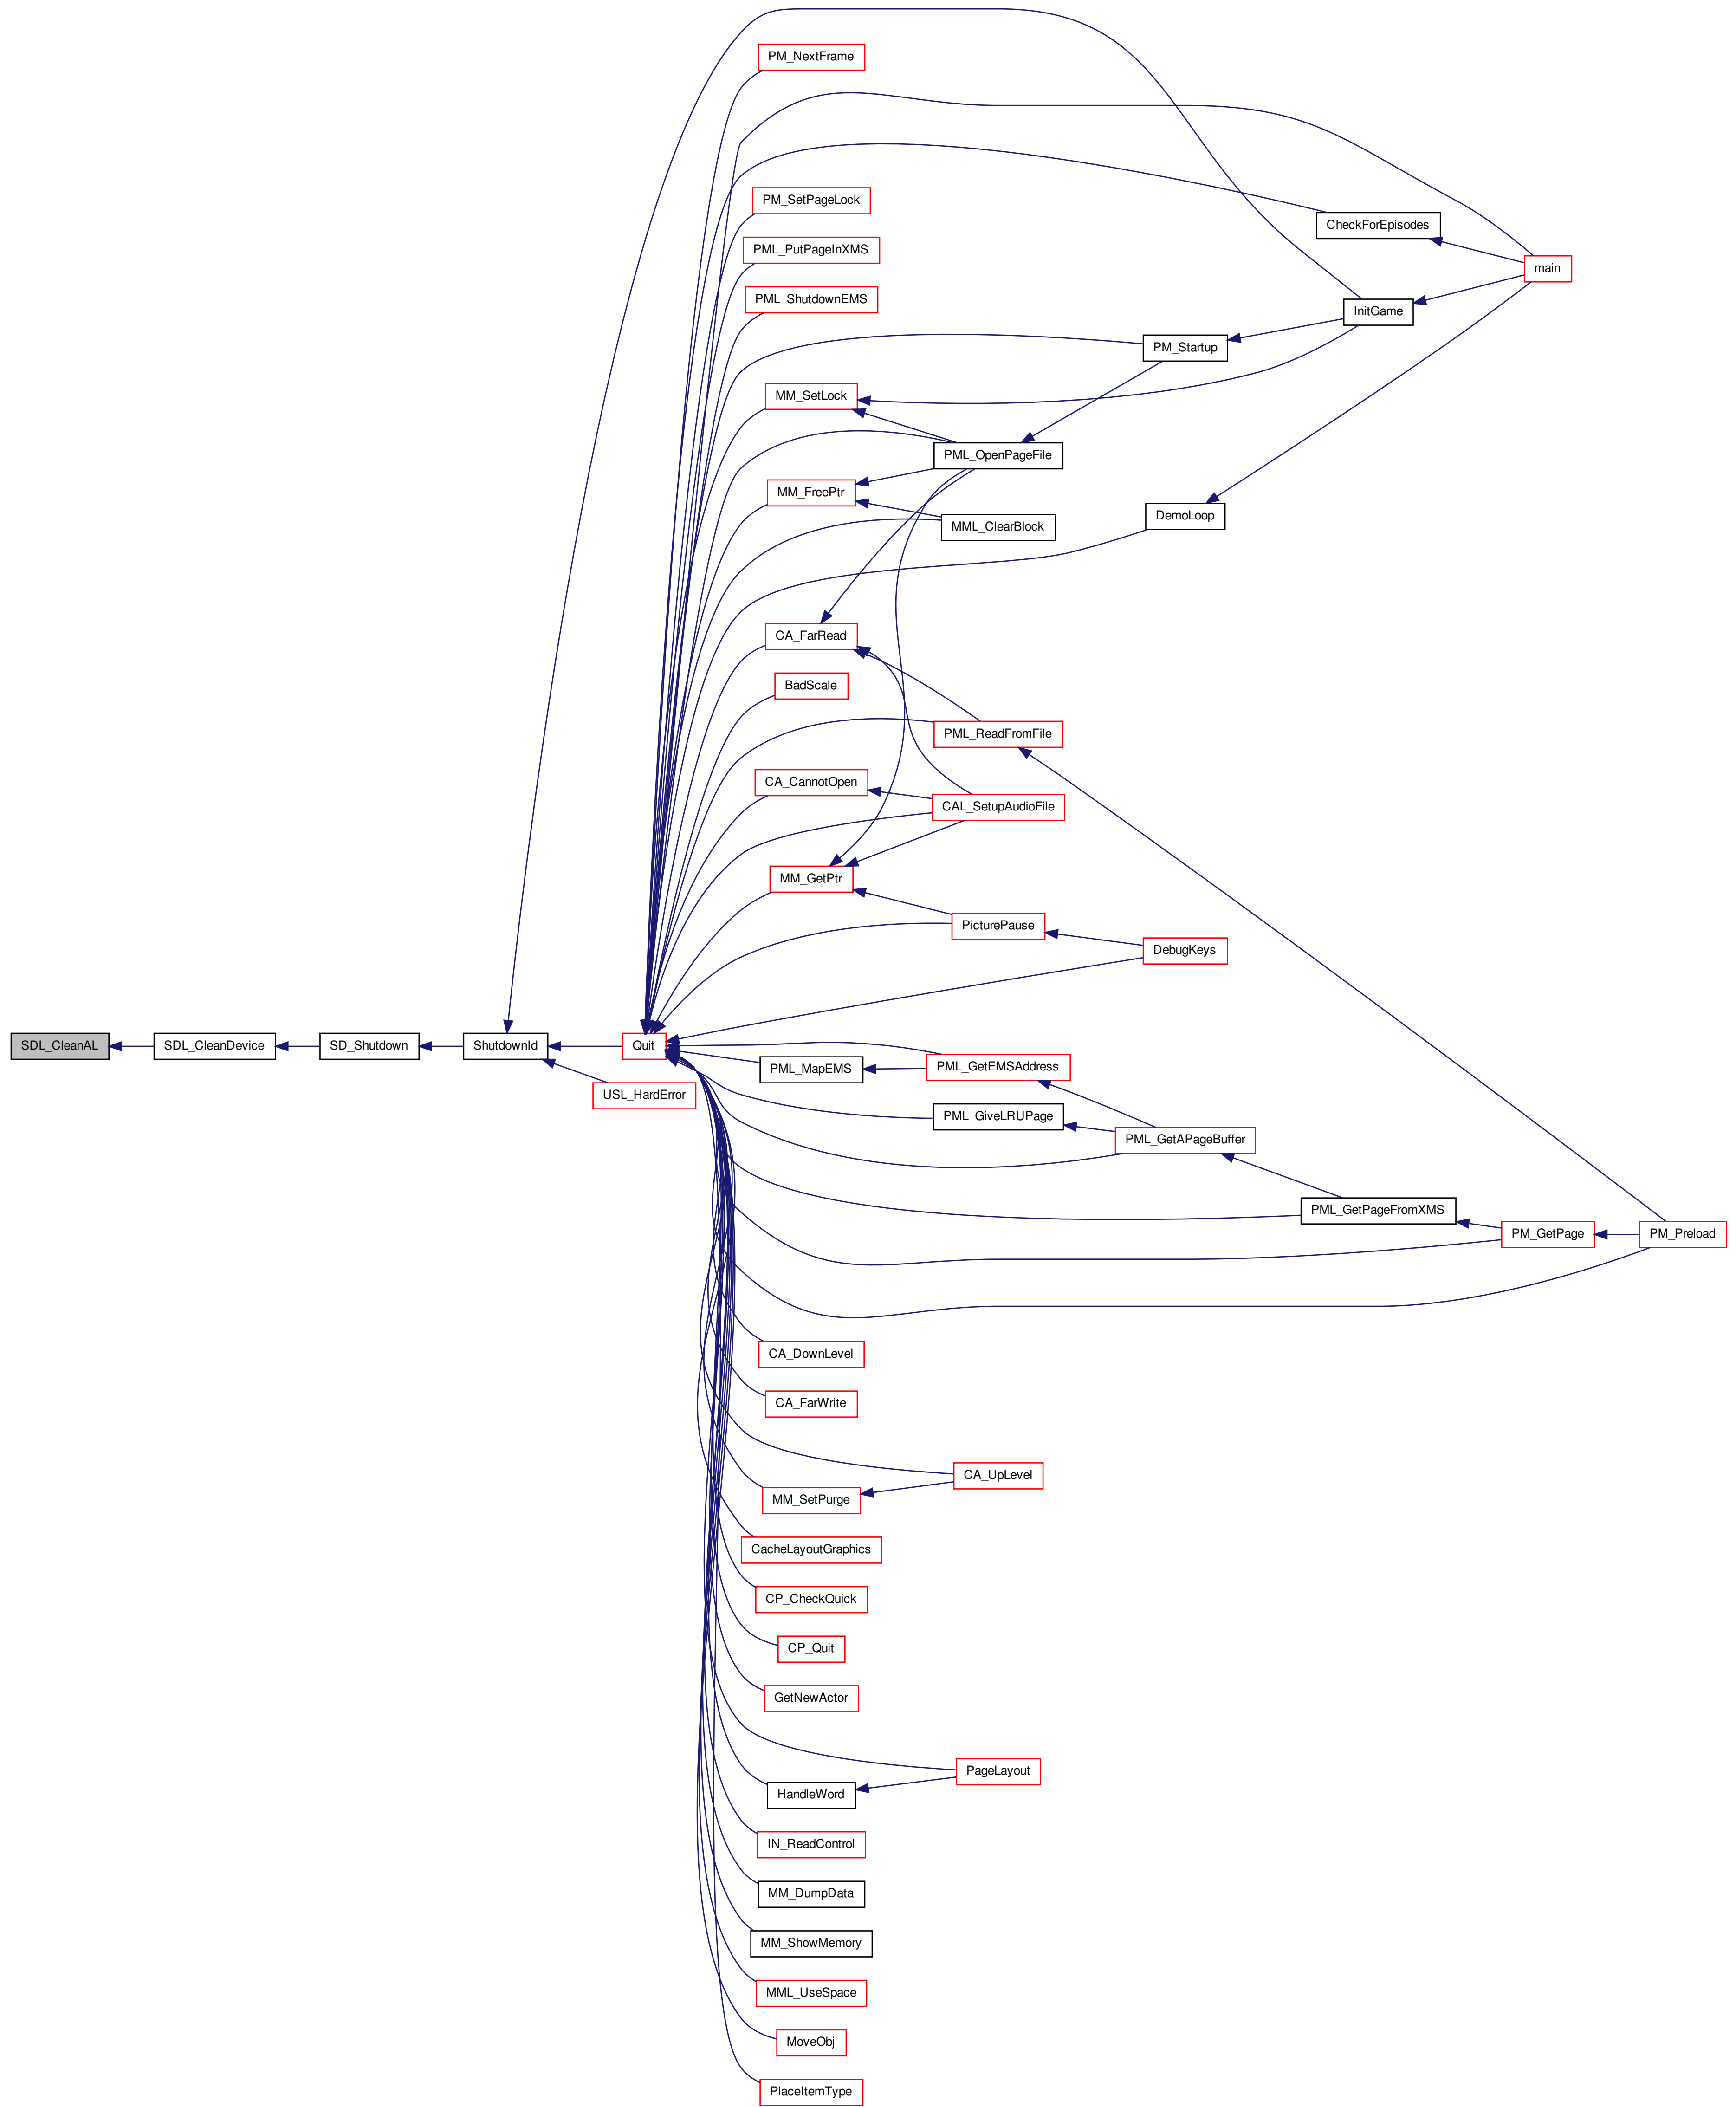 PM_NextFrame
PM_SetPageLock
CheckForEpisodes
PML_PutPageInXMS
main
PML_ShutdownEMS
InitGame
PM_Startup
MM_SetLock
PML_OpenPageFile
MM_FreePtr
DemoLoop
MML_ClearBlock
CA_FarRead
BadScale
PML_ReadFromFile
CA_CannotOpen
CAL_SetupAudioFile
MM_GetPtr
PicturePause
DebugKeys
SDL_CleanAL
SDL_CleanDevice
SD_Shutdown
ShutdownId
Quit
PML_MapEMS
PML_GetEMSAddress
USL_HardError
PML_GiveLRUPage
PML_GetAPageBuffer
PML_GetPageFromXMS
PM_GetPage
PM_Preload
CA_DownLevel
CA_FarWrite
CA_UpLevel
MM_SetPurge
CacheLayoutGraphics
CP_CheckQuick
CP_Quit
GetNewActor
PageLayout
HandleWord
IN_ReadControl
MM_DumpData
MM_ShowMemory
MML_UseSpace
MoveObj
PlaceItemType